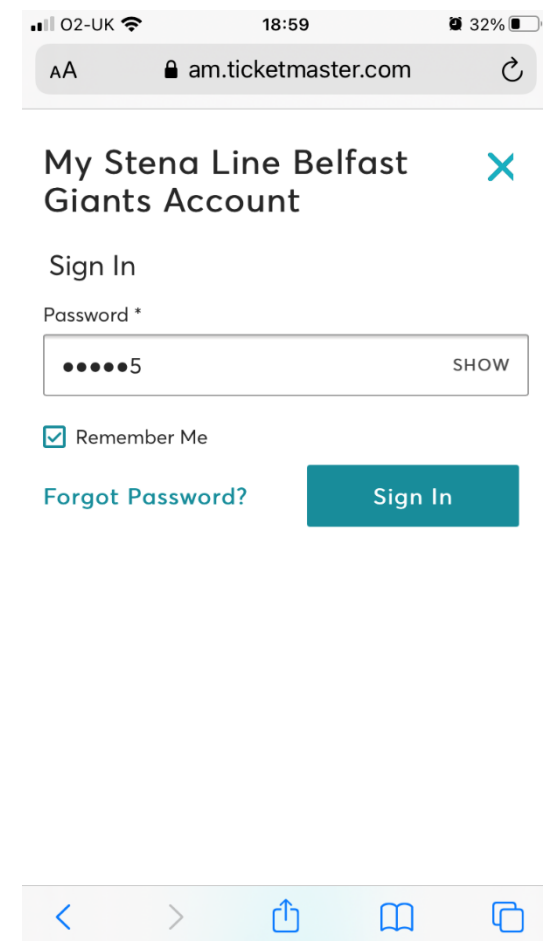 O2-UK 18:59 32%
AA am.ticketmaster.com
My Stena Line Belfast
Giants Account
Sign In
Password *
●●●●●5 SHOW
Remember Me
Forgot Password? Sign In